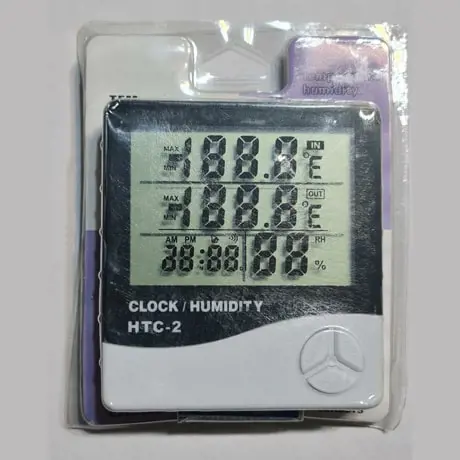 humidity
MAX
IN
MIN
-188.8°E
MAX
OUT
MIN
-188.8°E
AM PM
RH
38:88.
88 %
CLOCK / HUMIDITY
HTC-2